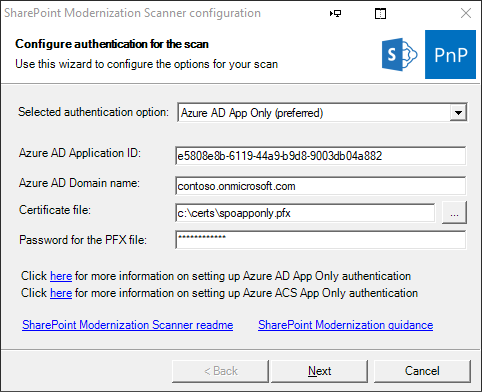 SharePoint Modernization Scanner configuration
Configure authentication for the scan
Use this wizard to configure the options for your scan
S
PnP
Selected authentication option: Azure AD App Only (preferred)
Azure AD Application ID: e5808e8b-6119-44a9-b9d8-9003db04a882
Azure AD Domain name: contoso.onmicrosoft.com
Certificate file: c:\certs\spoapponly.pfx ...
Password for the PFX file: ************
Click here for more information on setting up Azure AD App Only authentication
Click here for more information on setting up Azure ACS App Only authentication
SharePoint Modernization Scanner readme SharePoint Modernization guidance
< Back Next Cancel